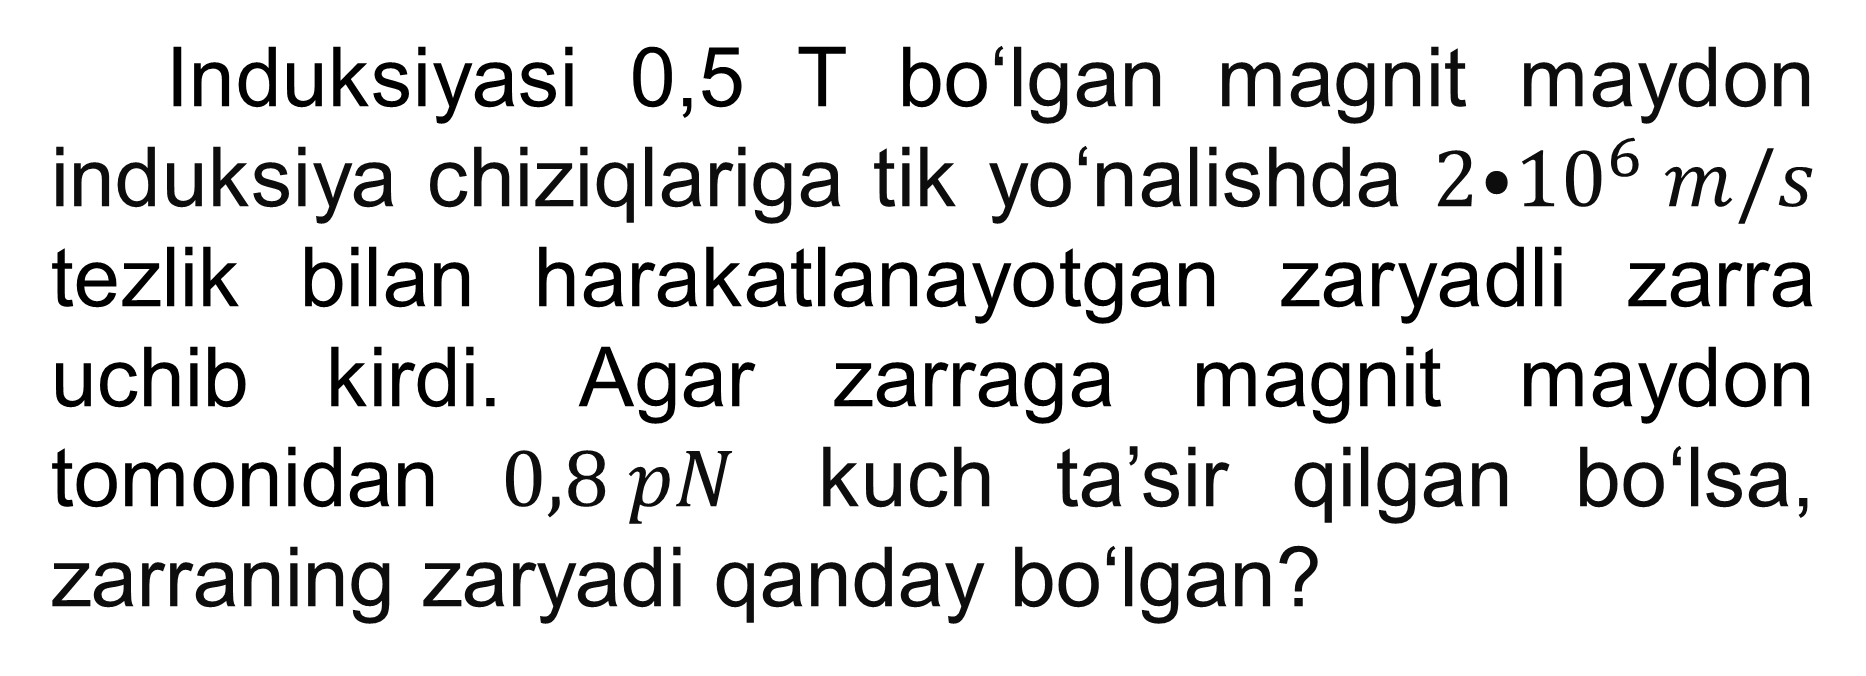 Induksiyasi 0,5 T bo‘lgan magnit maydon
induksiya chiziqlariga tik yo‘nalishda 2•10⁶ m/s
tezlik bilan harakatlanayotgan zaryadli zarra
uchib kirdi. Agar zarraga magnit maydon
tomonidan 0,8 pN kuch ta’sir qilgan bo‘lsa,
zarraning zaryadi qanday bo‘lgan?